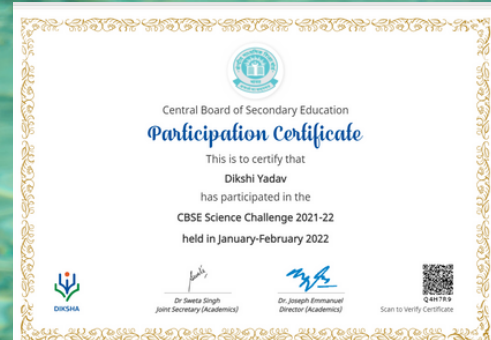 Central Board of Secondary Education
Participation Certificate
This is to certify that
Dikshi Yadav
has participated in the
CBSE Science Challenge 2021-22
held in January-February 2022
DIKSHA
Dr Sweta Singh
Joint Secretary (Academics)
Dr. Joseph Emmanuel
Director (Academics)
Q4H7R9
Scan to Verify Certificate